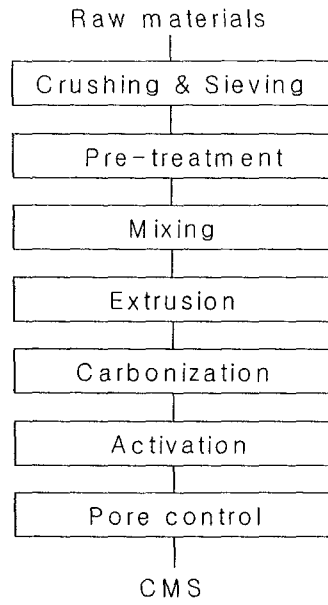 Raw materials
Crushing & Sieving
Pre-treatment
Mixing
Extrusion
Carbonization
Activation
Pore control
CMS